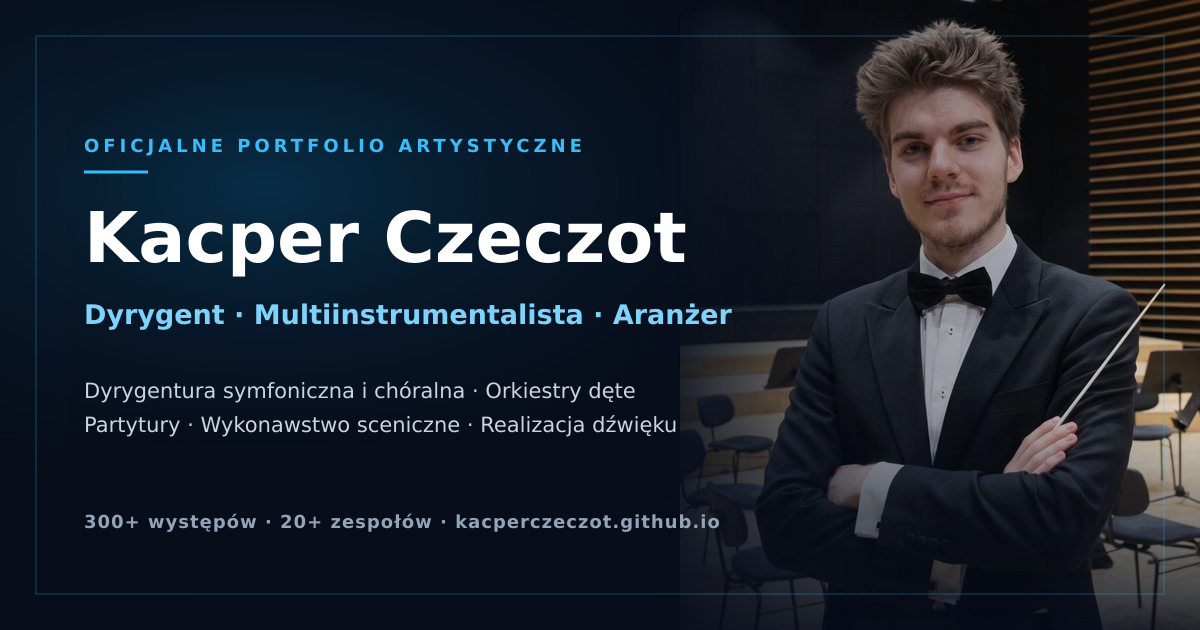 OFICJALNE PORTFOLIO ARTYSTYCZNE
Kacper Czeczot
Dyrygent · Multiinstrumentalista · Aranżer
Dyrygentura symfoniczna i chóralna · Orkiestry dęte
Partytury · Wykonawstwo sceniczne · Realizacja dźwięku
300+ występów · 20+ zespołów · kacperczeczot.github.io